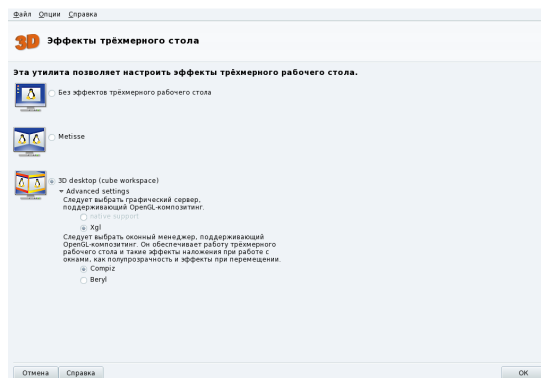 Файл Опции Справка
3D Эффекты трёхмерного стола
Эта утилита позволяет настроить эффекты трёхмерного рабочего стола.
Без эффектов трёхмерного рабочего стола
Metisse
3D desktop (cube workspace)
Advanced settings
Следует выбрать графический сервер,
поддерживающий OpenGL-композитинг.
native support
Xgl
Следует выбрать оконный менеджер, поддерживающий
OpenGL-композитинг. Он обеспечивает работу трёхмерного
рабочего стола и такие эффекты наложения при работе с
окнами, как полупрозрачность и эффекты при перемещении.
Compiz
Beryl
Отмена Справка OK